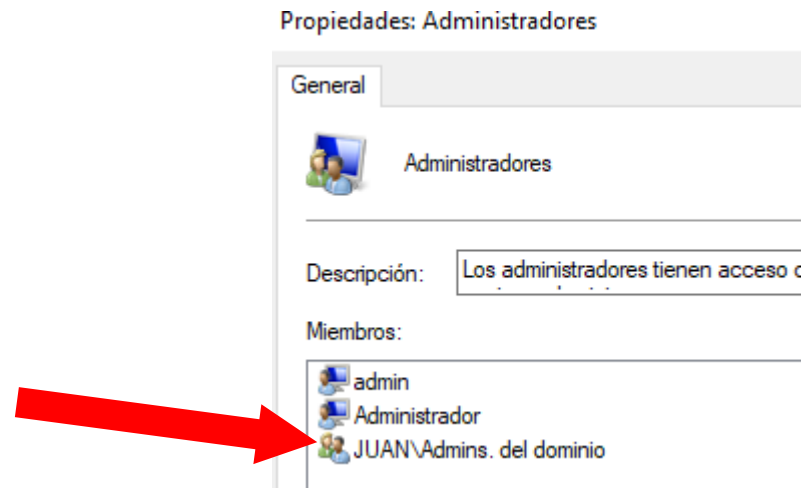 Propiedades: Administradores
General
Administradores
Descripción:
Los administradores tienen acceso
Miembros:
admin
Administrador
JUAN\Admins. del dominio